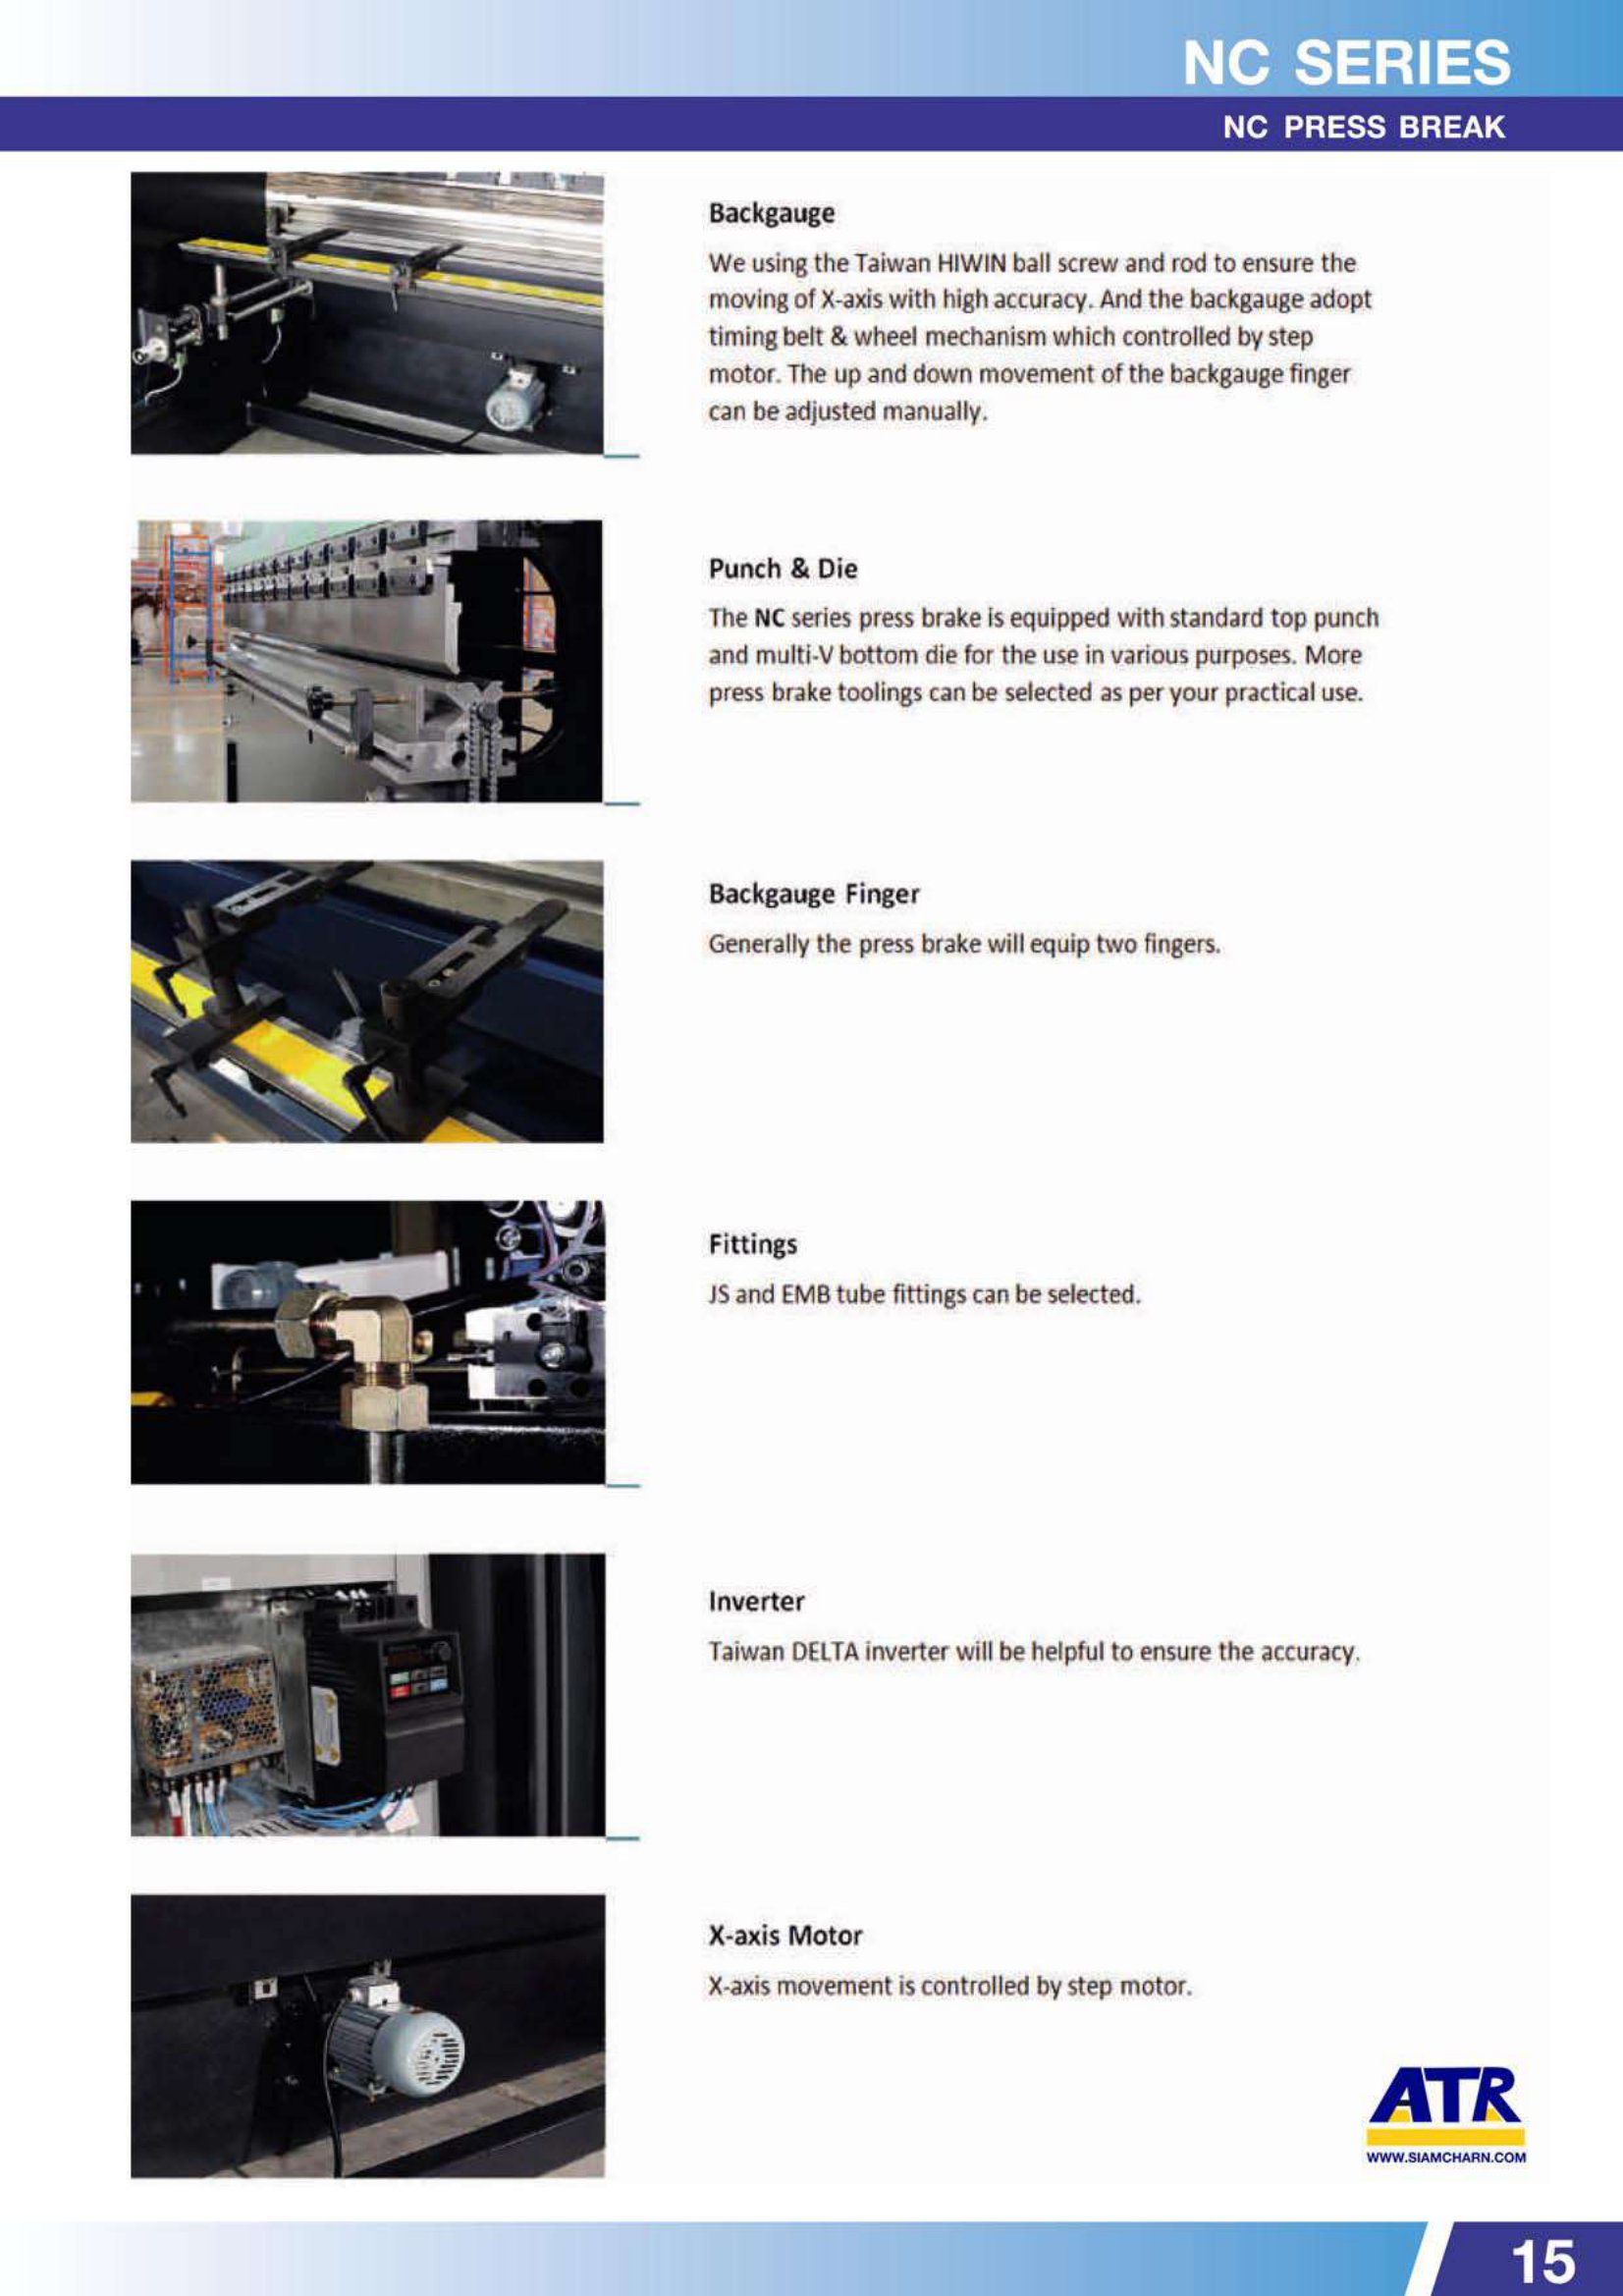 NC SERIES
NC PRESS BREAK
Backgauge
We using the Taiwan HIWIN ball screw and rod to ensure the
moving of X-axis with high accuracy. And the backgauge adopt
timing belt & wheel mechanism which controlled by step
motor. The up and down movement of the backgauge finger
can be adjusted manually.
Punch & Die
The NC series press brake is equipped with standard top punch
and multi-V bottom die for the use in various purposes. More
press brake toolings can be selected as per your practical use.
Backgauge Finger
Generally the press brake will equip two fingers.
Fittings
JS and EMB tube fittings can be selected.
Inverter
Taiwan DELTA inverter will be helpful to ensure the accuracy.
X-axis Motor
X-axis movement is controlled by step motor.
ATR
WWW.SIAMCHARN.COM
15